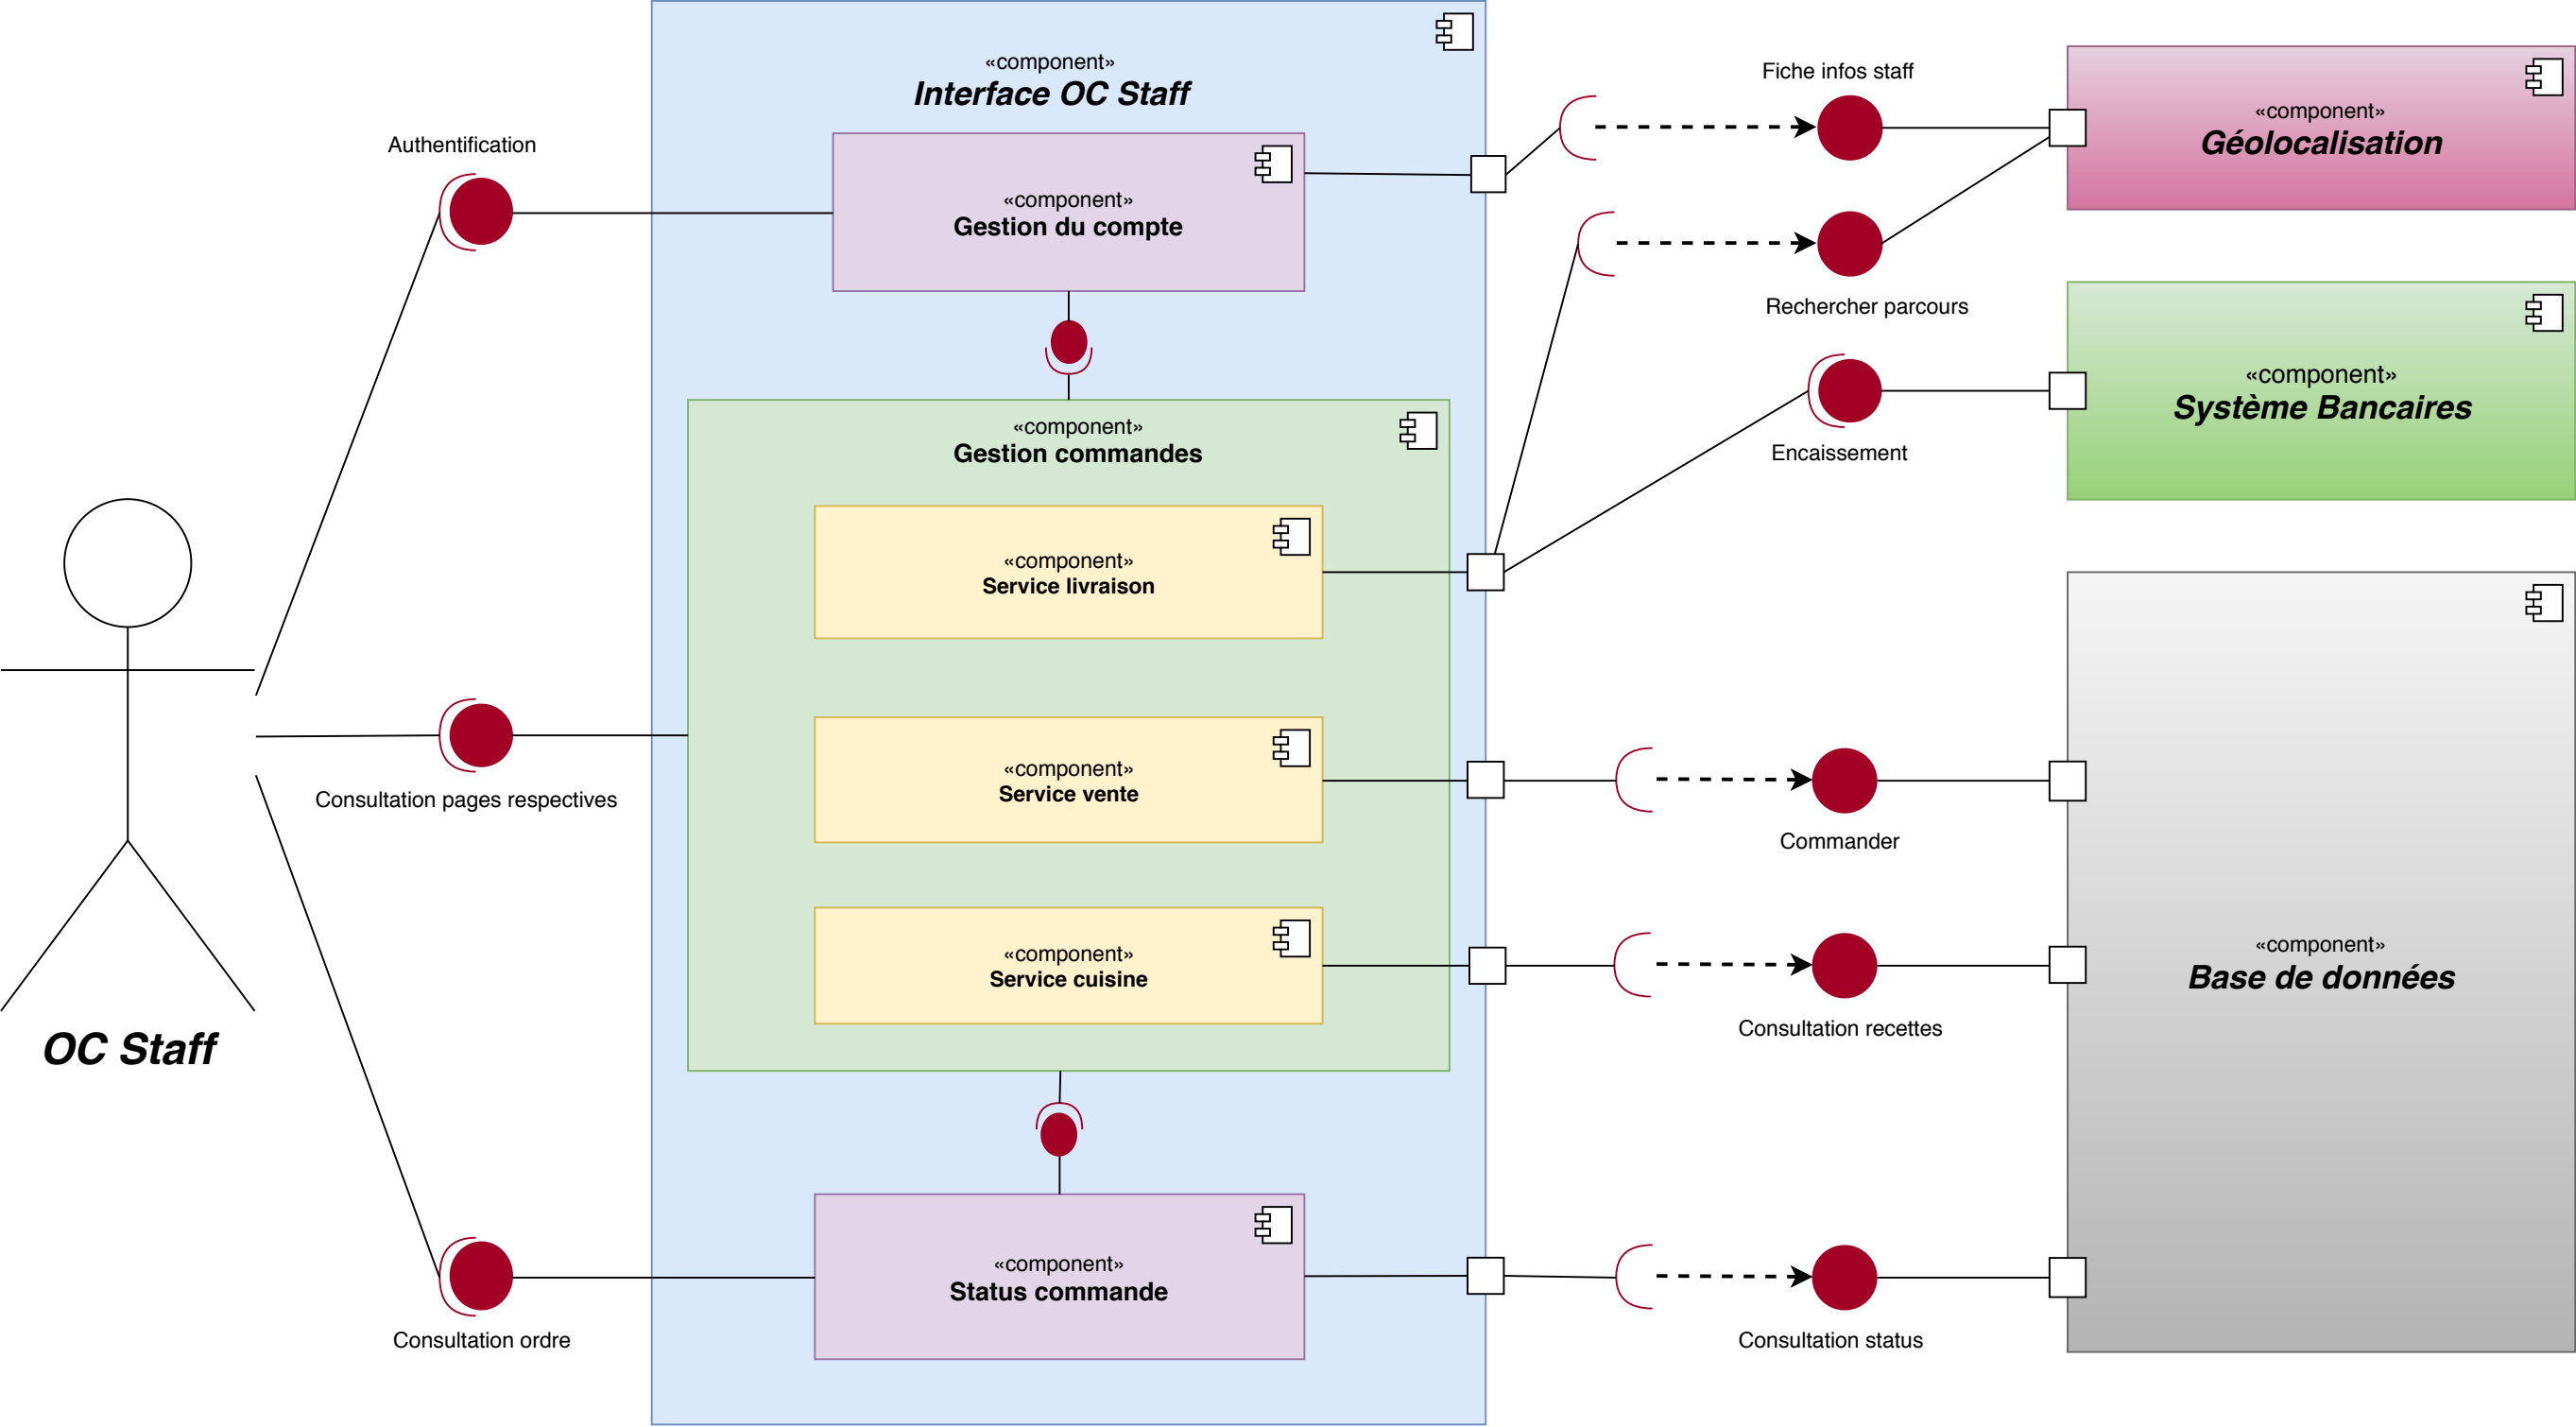 «component»
Interface OC Staff
Authentification
«component»
Gestion du compte
Fiche infos staff
«component»
Géolocalisation
Rechercher parcours
«component»
Système Bancaires
Encaissement
«component»
Gestion commandes
«component»
Service livraison
Consultation pages respectives
«component»
Service vente
Commander
«component»
Service cuisine
Consultation recettes
«component»
Base de données
OC Staff
«component»
Status commande
Consultation ordre
Consultation status